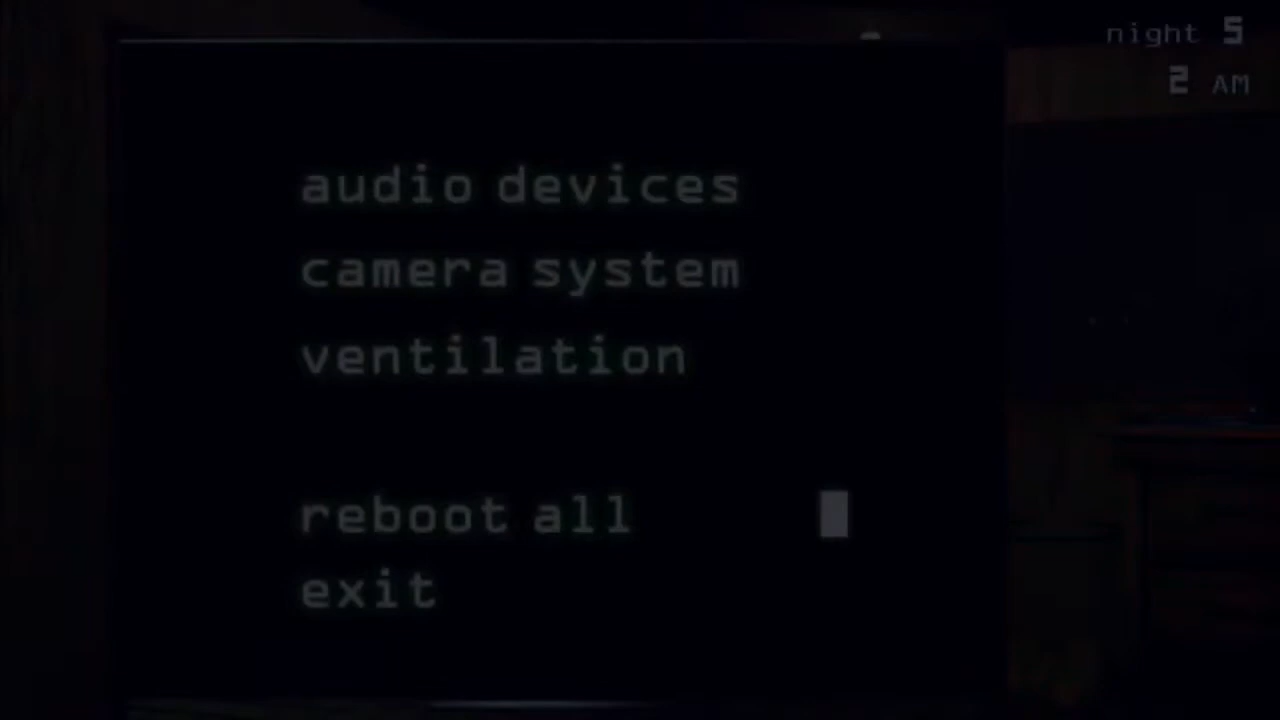 night 5
2 AM
audio devices
camera system
ventilation
reboot all
exit